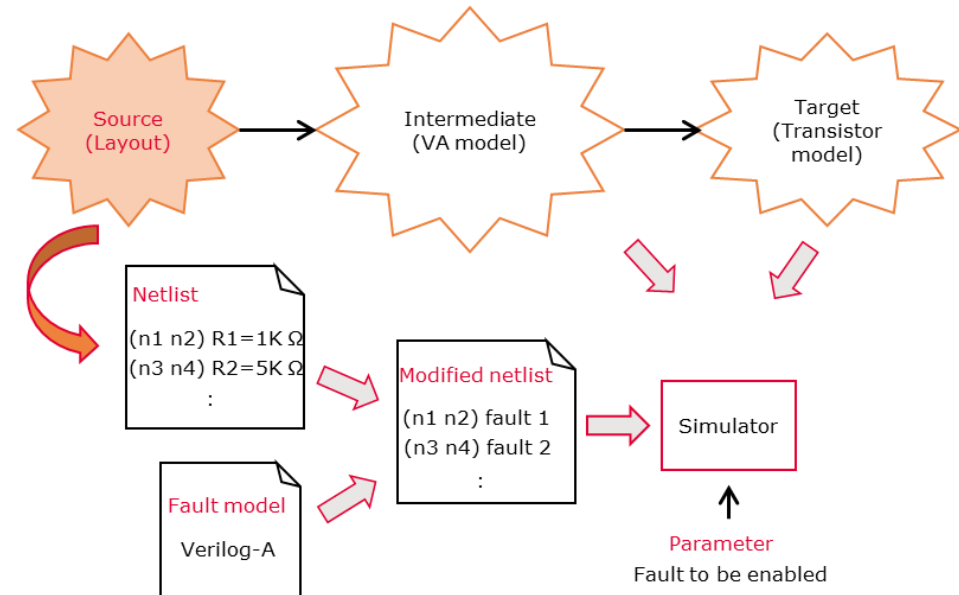 Source
(Layout)
Intermediate
(VA model)
Target
(Transistor
model)
Netlist
(n1 n2) R1=1K Ω
(n3 n4) R2=5K Ω
:
Modified netlist
(n1 n2) fault 1
(n3 n4) fault 2
:
Simulator
Fault model
Verilog-A
Parameter
Fault to be enabled